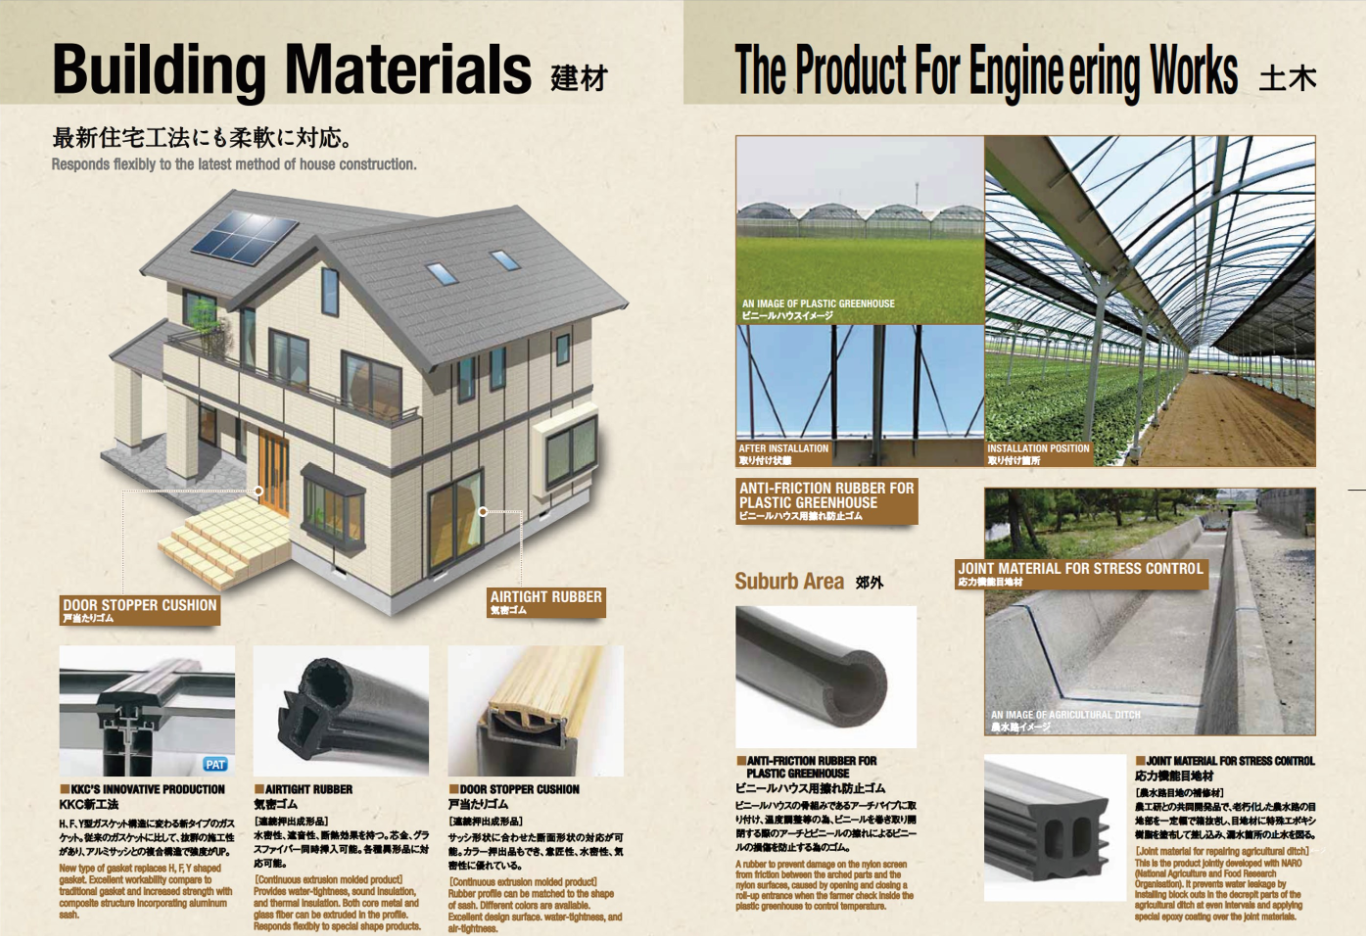 Building Materials 建材
最新住宅工法にも柔軟に対応。
Responds flexibly to the latest method of house construction.
DOOR STOPPER CUSHION
戸当たりゴム
AIRTIGHT RUBBER
気密ゴム
PAT
■KKC'S INNOVATIVE PRODUCTION
KKC新工法
H、F、Y型ガスケット構造に変わる新タイプのガス
ケット。従来のガスケットに比して、抜群の施工性
があり、アルミサッシとの複合構造で強度がUP。
New type of gasket replaces H, F, Y shaped
gasket. Excellent workability compare to
traditional gasket and increased strength with
composite structure incorporating aluminum
sash.
■AIRTIGHT RUBBER
気密ゴム
[連続押出成形品]
水密性、遮音性、断熱効果を持つ。芯金、グラ
スファイバー同時押入可能。各種異形品に対
応可能。
[Continuous extrusion molded product]
Provides water-tightness, sound insulation,
and thermal insulation. Both core metal and
glass fiber can be extruded in the profile.
Responds flexibly to special shape products.
■DOOR STOPPER CUSHION
戸当たりゴム
[連続押出成形品]
サッシ形状に合わせた断面形状の対応が可
能。カラー押出品もでき、意匠性、水密性、気
密性に優れている。
[Continuous extrusion molded product]
Rubber profile can be matched to the shape
of sash. Different colors are available.
Excellent design surface. water-tightness, and
air-tightness.
The Product For Engineering Works 土木
AN IMAGE OF PLASTIC GREENHOUSE
ビニールハウスイメージ
AFTER INSTALLATION
取り付け状態
INSTALLATION POSITION
取り付け箇所
ANTI-FRICTION RUBBER FOR
PLASTIC GREENHOUSE
ビニールハウス用擦れ防止ゴム
Suburb Area 郊外
JOINT MATERIAL FOR STRESS CONTROL
応力機能目地材
AN IMAGE OF AGRICULTURAL DITCH
農水路イメージ
■ANTI-FRICTION RUBBER FOR
PLASTIC GREENHOUSE
ビニールハウス用擦れ防止ゴム
ビニールハウスの骨組みであるアーチパイプに取
り付け、温度調整等の為、ビニールを巻き取り開
閉する際のアーチとビニールの擦れによるビニー
ルの損傷を防止する為のゴム。
A rubber to prevent damage on the nylon screen
from friction between the arched parts and the
nylon surfaces, caused by opening and closing a
roll-up entrance when the farmer check inside the
plastic greenhouse to control temperature.
■JOINT MATERIAL FOR STRESS CONTROL
応力機能目地材
[農水路目地の補修材]
農工研との共同開発品で、老朽化した農水路の目
地部を一定幅で箱抜きし、目地材に特殊エポキシ
樹脂を塗布して差し込み、漏水箇所の止水を図る。
[Joint material for repairing agricultural ditch]
This is the product jointly developed with NARO
(National Agriculture and Food Research
Organisation). It prevents water leakage by
installing block outs in the decrepit parts of the
agricultural ditch at even intervals and applying
special epoxy coating over the joint materials.